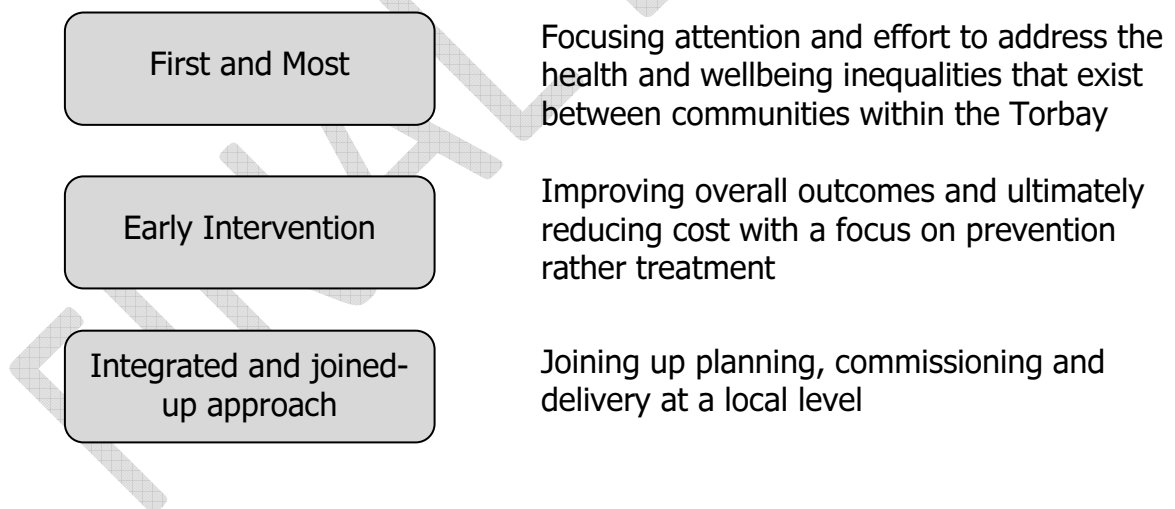 First and Most
Focusing attention and effort to address the
health and wellbeing inequalities that exist
between communities within the Torbay
Early Intervention
Improving overall outcomes and ultimately
reducing cost with a focus on prevention
rather treatment
Integrated and joined-
up approach
Joining up planning, commissioning and
delivery at a local level
FINAL